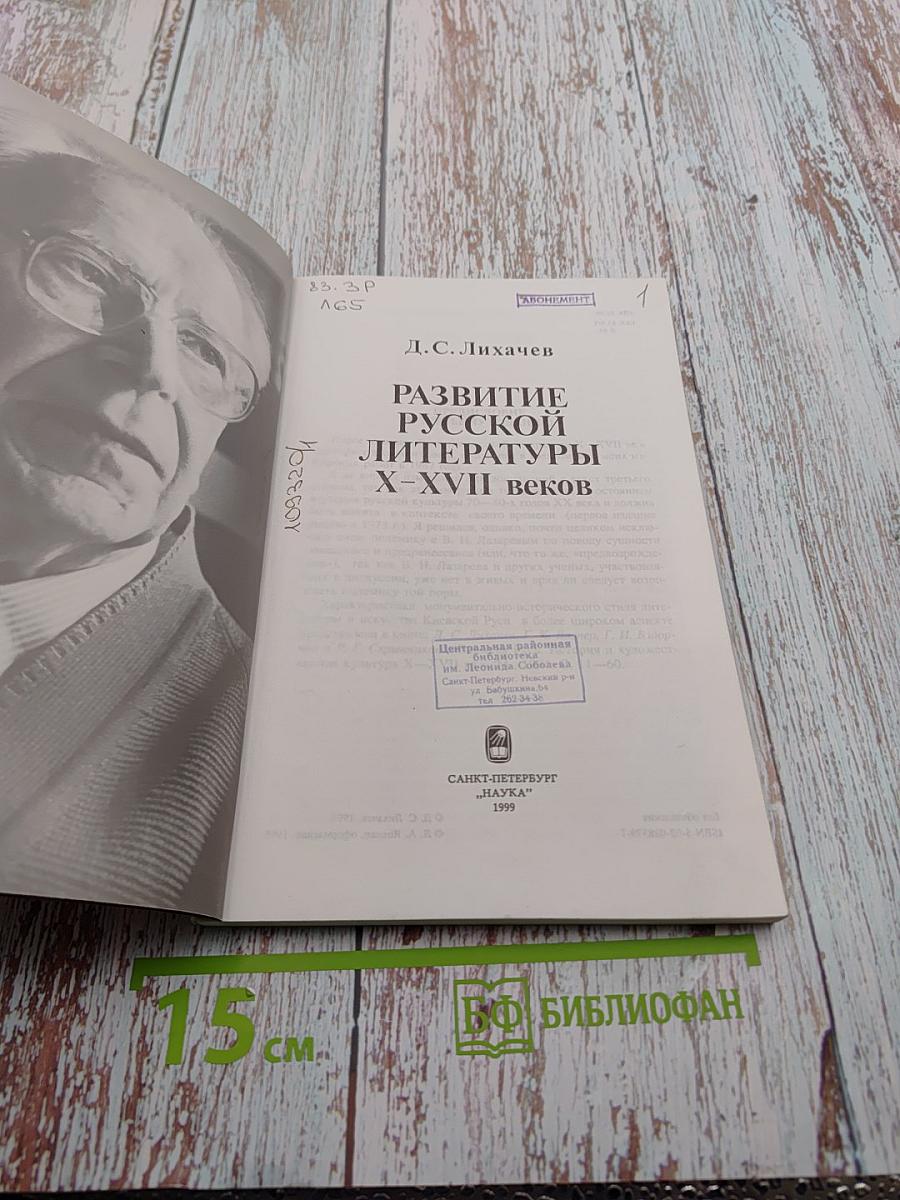 83.3Р
Л65
АБОНЕМЕНТ
1
Д. С. Лихачев
РАЗВИТИЕ
РУССКОЙ
ЛИТЕРАТУРЫ
X–XVII веков
Центральная районная
библиотека
им. Леонида Соболева
Санкт-Петербург. Невский р-н
ул Бабушкина,64
тел 262-34-38
САНКТ-ПЕТЕРБУРГ
„НАУКА"
1999
15 см
БФ БИБЛИОФАН